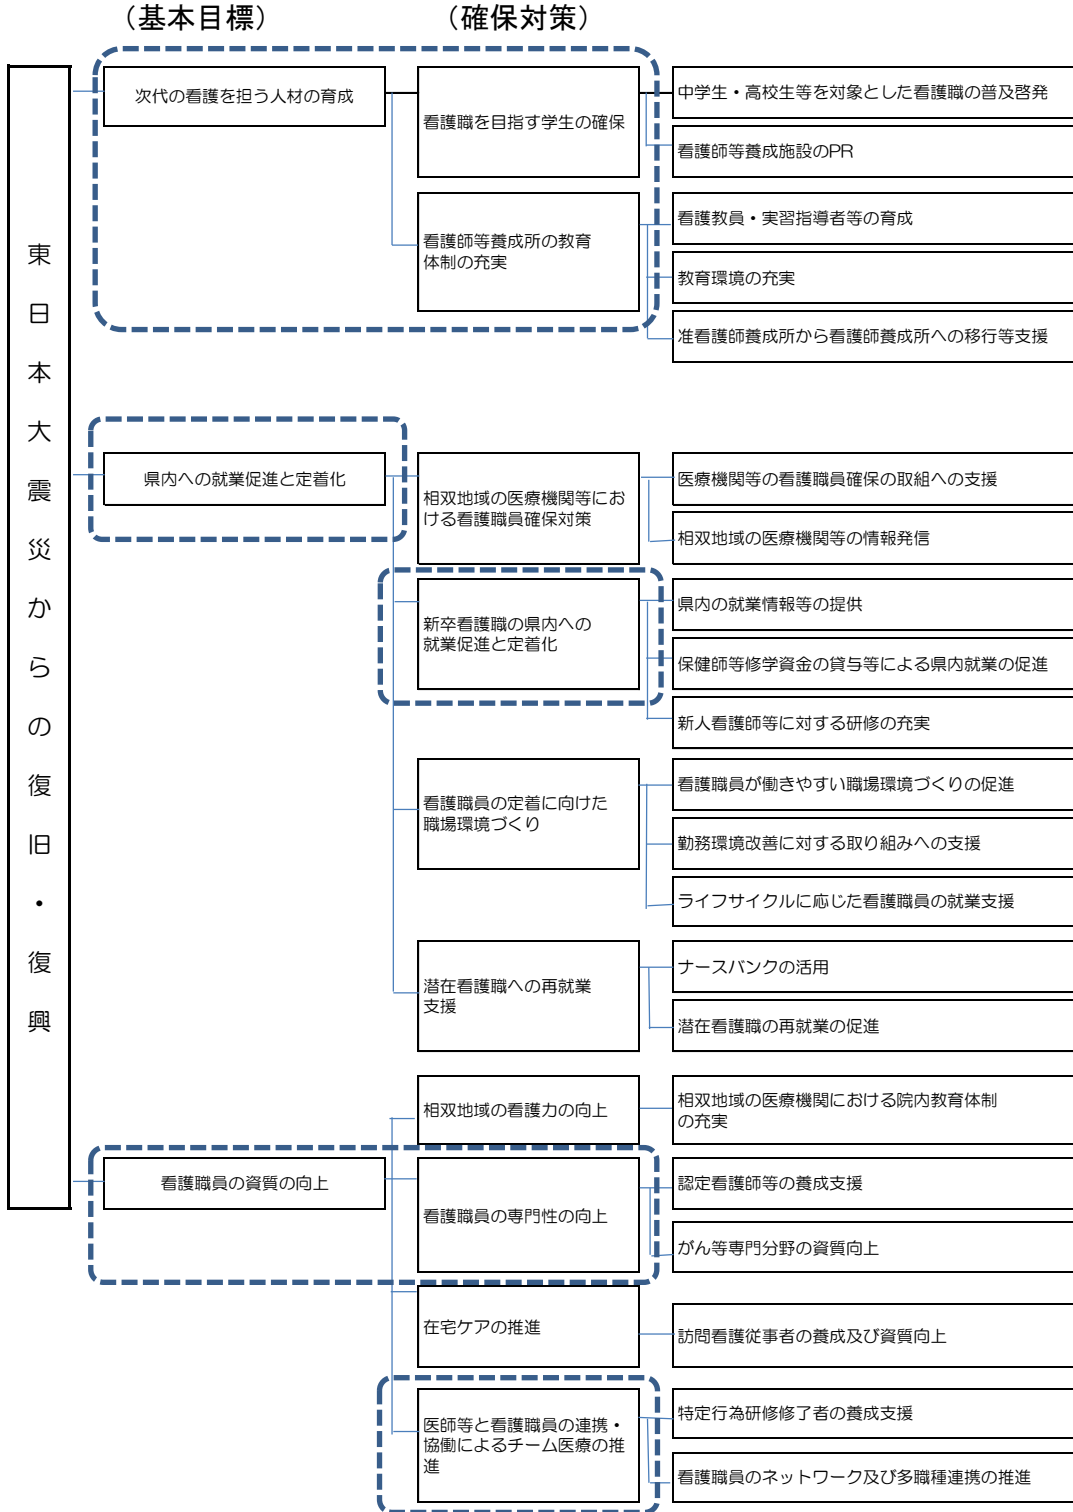 （基本目標）
（確保対策）
東日本大震災からの復旧・復興
次代の看護を担う人材の育成
看護職を目指す学生の確保
中学生・高校生等を対象とした看護職の普及啓発
看護師等養成施設のPR
看護師等養成所の教育
体制の充実
看護教員・実習指導者等の育成
教育環境の充実
准看護師養成所から看護師養成所への移行等支援
県内への就業促進と定着化
相双地域の医療機関等にお
ける看護職員確保対策
医療機関等の看護職員確保の取組への支援
相双地域の医療機関等の情報発信
新卒看護職の県内への
就業促進と定着化
県内の就業情報等の提供
保健師等修学資金の貸与等による県内就業の促進
新人看護師等に対する研修の充実
看護職員の定着に向けた
職場環境づくり
看護職員が働きやすい職場環境づくりの促進
勤務環境改善に対する取り組みへの支援
ライフサイクルに応じた看護職員の就業支援
潜在看護職への再就業
支援
ナースバンクの活用
潜在看護職の再就業の促進
看護職員の資質の向上
相双地域の看護力の向上
相双地域の医療機関における院内教育体制
の充実
看護職員の専門性の向上
認定看護師等の養成支援
がん等専門分野の資質向上
在宅ケアの推進
訪問看護従事者の養成及び資質向上
医師等と看護職員の連携・
協働によるチーム医療の推
進
特定行為研修修了者の養成支援
看護職員のネットワーク及び多職種連携の推進